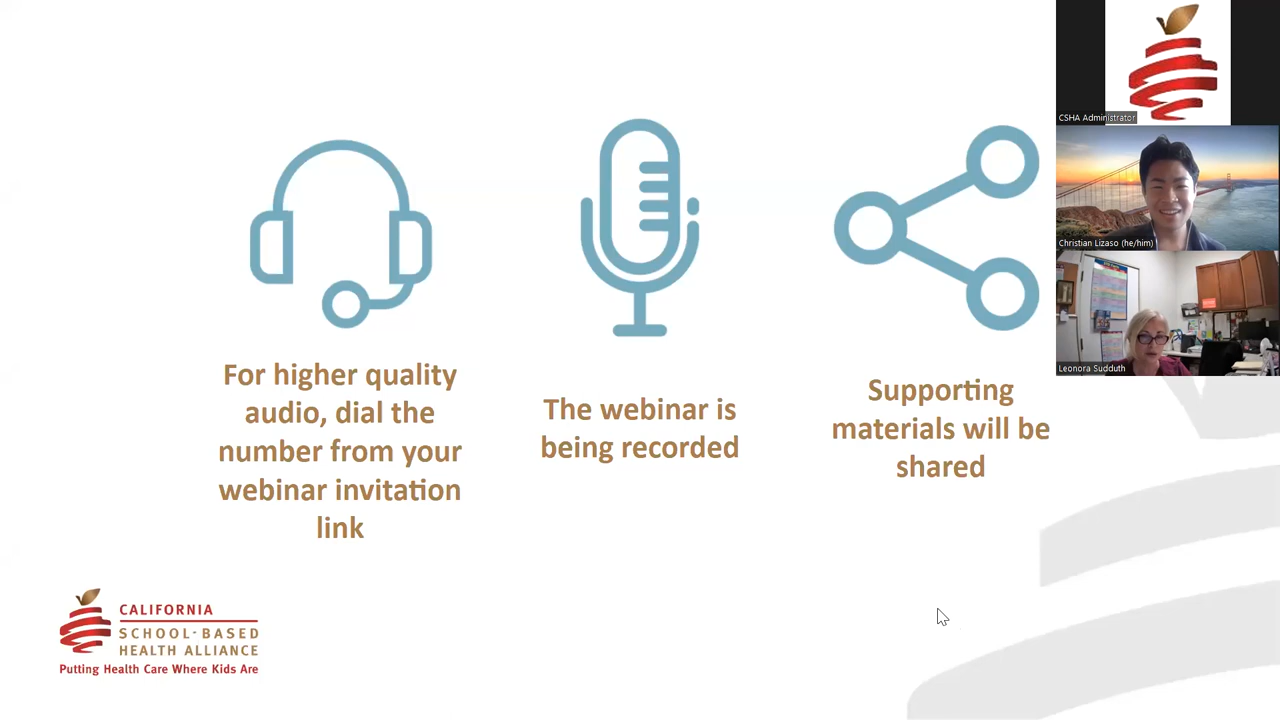 For higher quality
audio, dial the
number from your
webinar invitation
link
The webinar is
being recorded
Supporting
materials will be
shared
CALIFORNIA
SCHOOL-BASED
HEALTH ALLIANCE
Putting Health Care Where Kids Are
CSHA Administrator
Christian Lizaso (he/him)
Leonora Sudduth